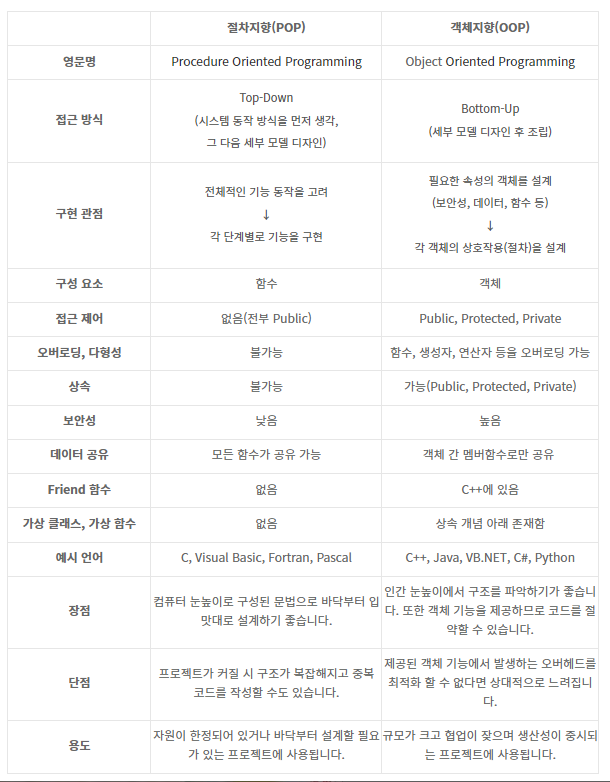 절차지향(POP) 객체지향(OOP)
영문명 Procedure Oriented Programming Object Oriented Programming
접근 방식
Top-Down
(시스템 동작 방식을 먼저 생각,
그 다음 세부 모델 디자인)
Bottom-Up
(세부 모델 디자인 후 조립)
구현 관점
전체적인 기능 동작을 고려
↓
각 단계별로 기능을 구현
필요한 속성의 객체를 설계
(보안성, 데이터, 함수 등)
↓
각 객체의 상호작용(절차)을 설계
구성 요소 함수 객체
접근 제어 없음(전부 Public) Public, Protected, Private
오버로딩, 다형성 불가능 함수, 생성자, 연산자 등을 오버로딩 가능
상속 불가능 가능(Public, Protected, Private)
보안성 낮음 높음
데이터 공유 모든 함수가 공유 가능 객체 간 멤버함수로만 공유
Friend 함수 없음 C++에 있음
가상 클래스, 가상 함수 없음 상속 개념 아래 존재함
예시 언어 C, Visual Basic, Fortran, Pascal C++, Java, VB.NET, C#, Python
장점
컴퓨터 눈높이로 구성된 문법으로 바닥부터 입
맛대로 설계하기 좋습니다.
인간 눈높이에서 구조를 파악하기가 좋습니
다. 또한 객체 기능을 제공하므로 코드를 절
약할 수 있습니다.
단점
프로젝트가 커질 시 구조가 복잡해지고 중복
코드를 작성할 수도 있습니다.
제공된 객체 기능에서 발생하는 오버헤드를
최적화 할 수 없다면 상대적으로 느려집니
다.
용도
자원이 한정되어 있거나 바닥부터 설계할 필요
가 있는 프로젝트에 사용됩니다.
규모가 크고 협업이 잦으며 생산성이 중시되
는 프로젝트에 사용됩니다.